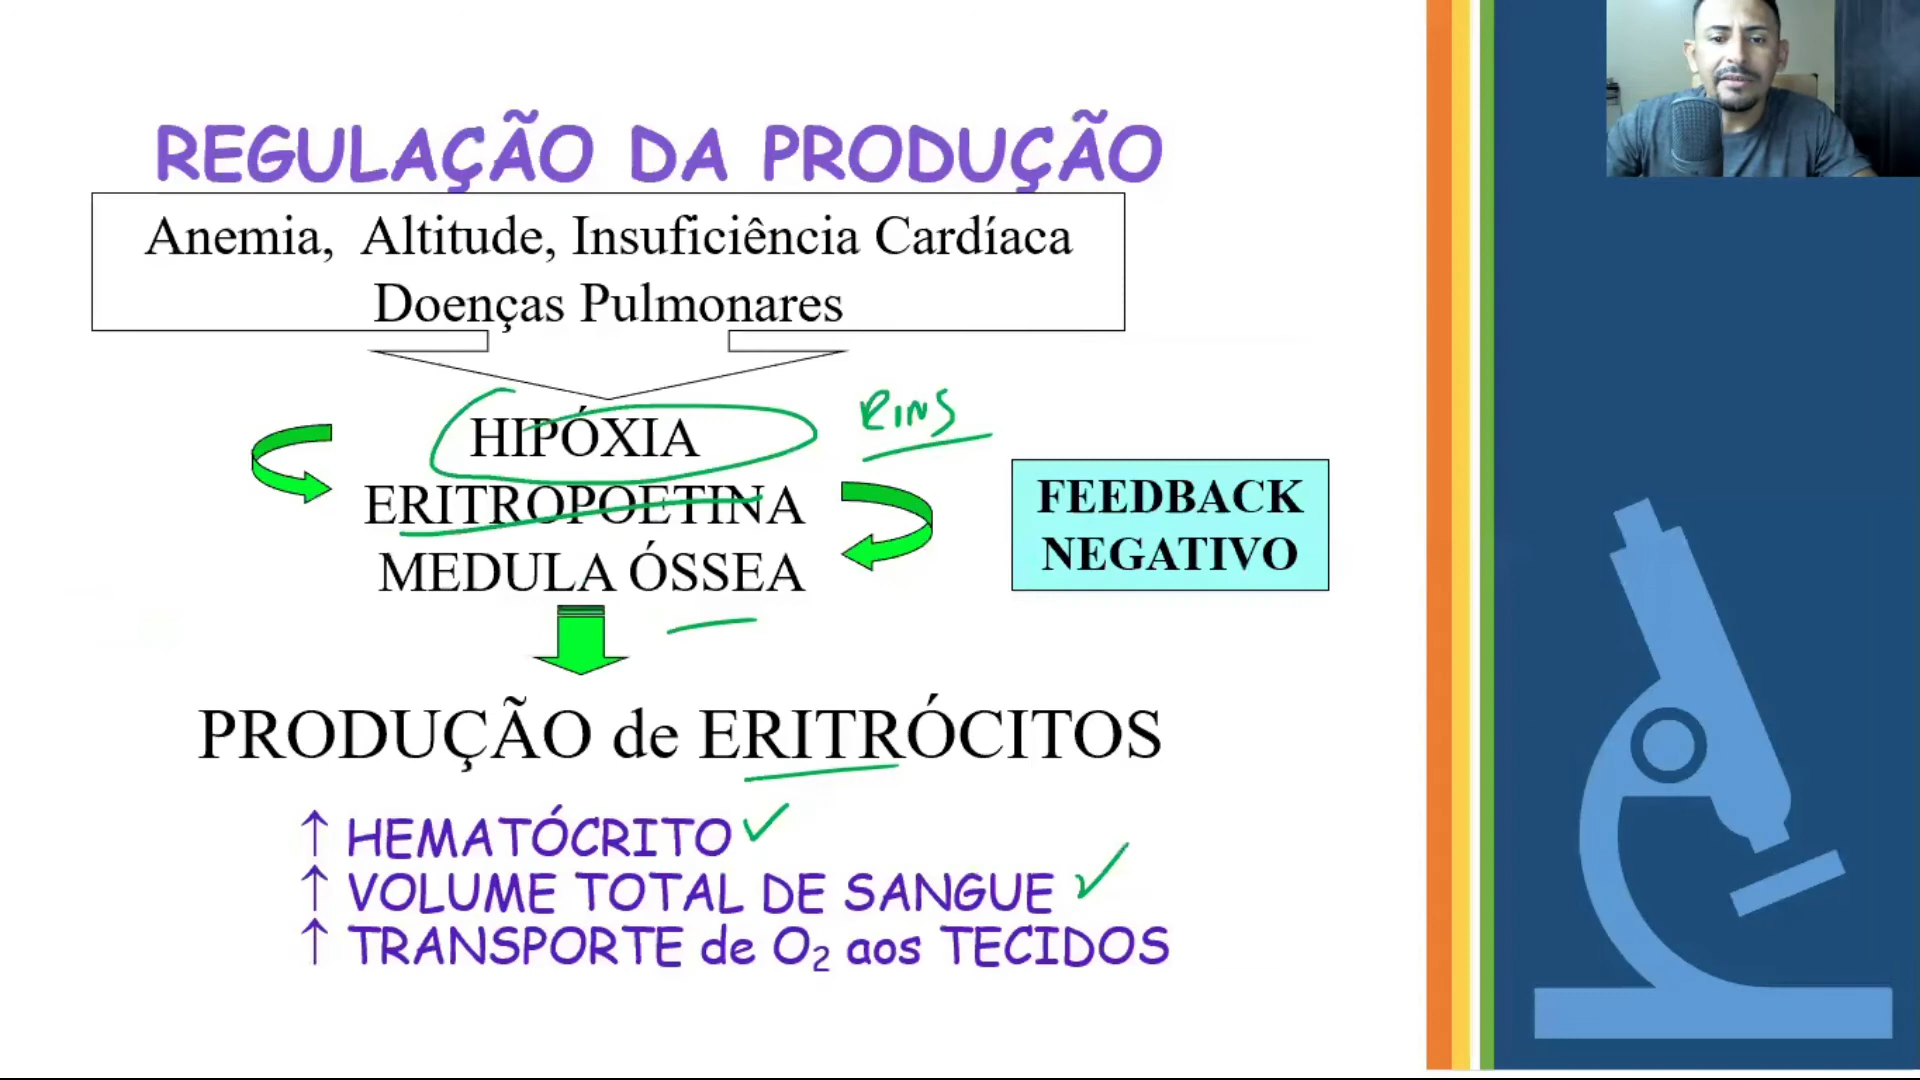 REGULAÇÃO DA PRODUÇÃO
Anemia, Altitude, Insuficiência Cardíaca
Doenças Pulmonares
HIPÓXIA
RINS
ERITROPOETINA
MEDULA ÓSSEA
FEEDBACK
NEGATIVO
PRODUÇÃO de ERITRÓCITOS
↑ HEMATÓCRITO ✓
↑ VOLUME TOTAL DE SANGUE ✓
↑ TRANSPORTE de O₂ aos TECIDOS